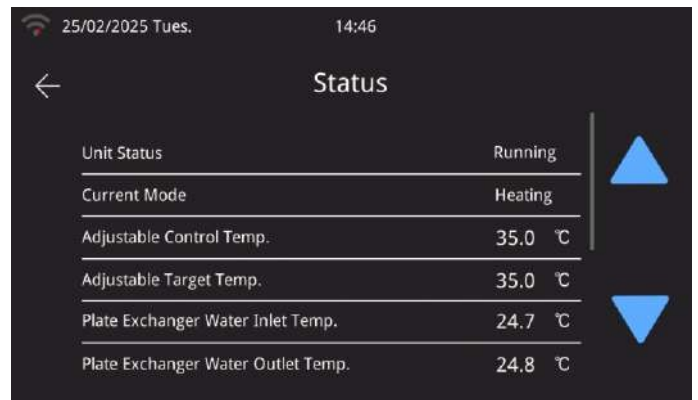 25/02/2025 Tues. 14:46
Status
Unit Status Running
Current Mode Heating
Adjustable Control Temp. 35.0 ℃
Adjustable Target Temp. 35.0 ℃
Plate Exchanger Water Inlet Temp. 24.7 ℃
Plate Exchanger Water Outlet Temp. 24.8 ℃